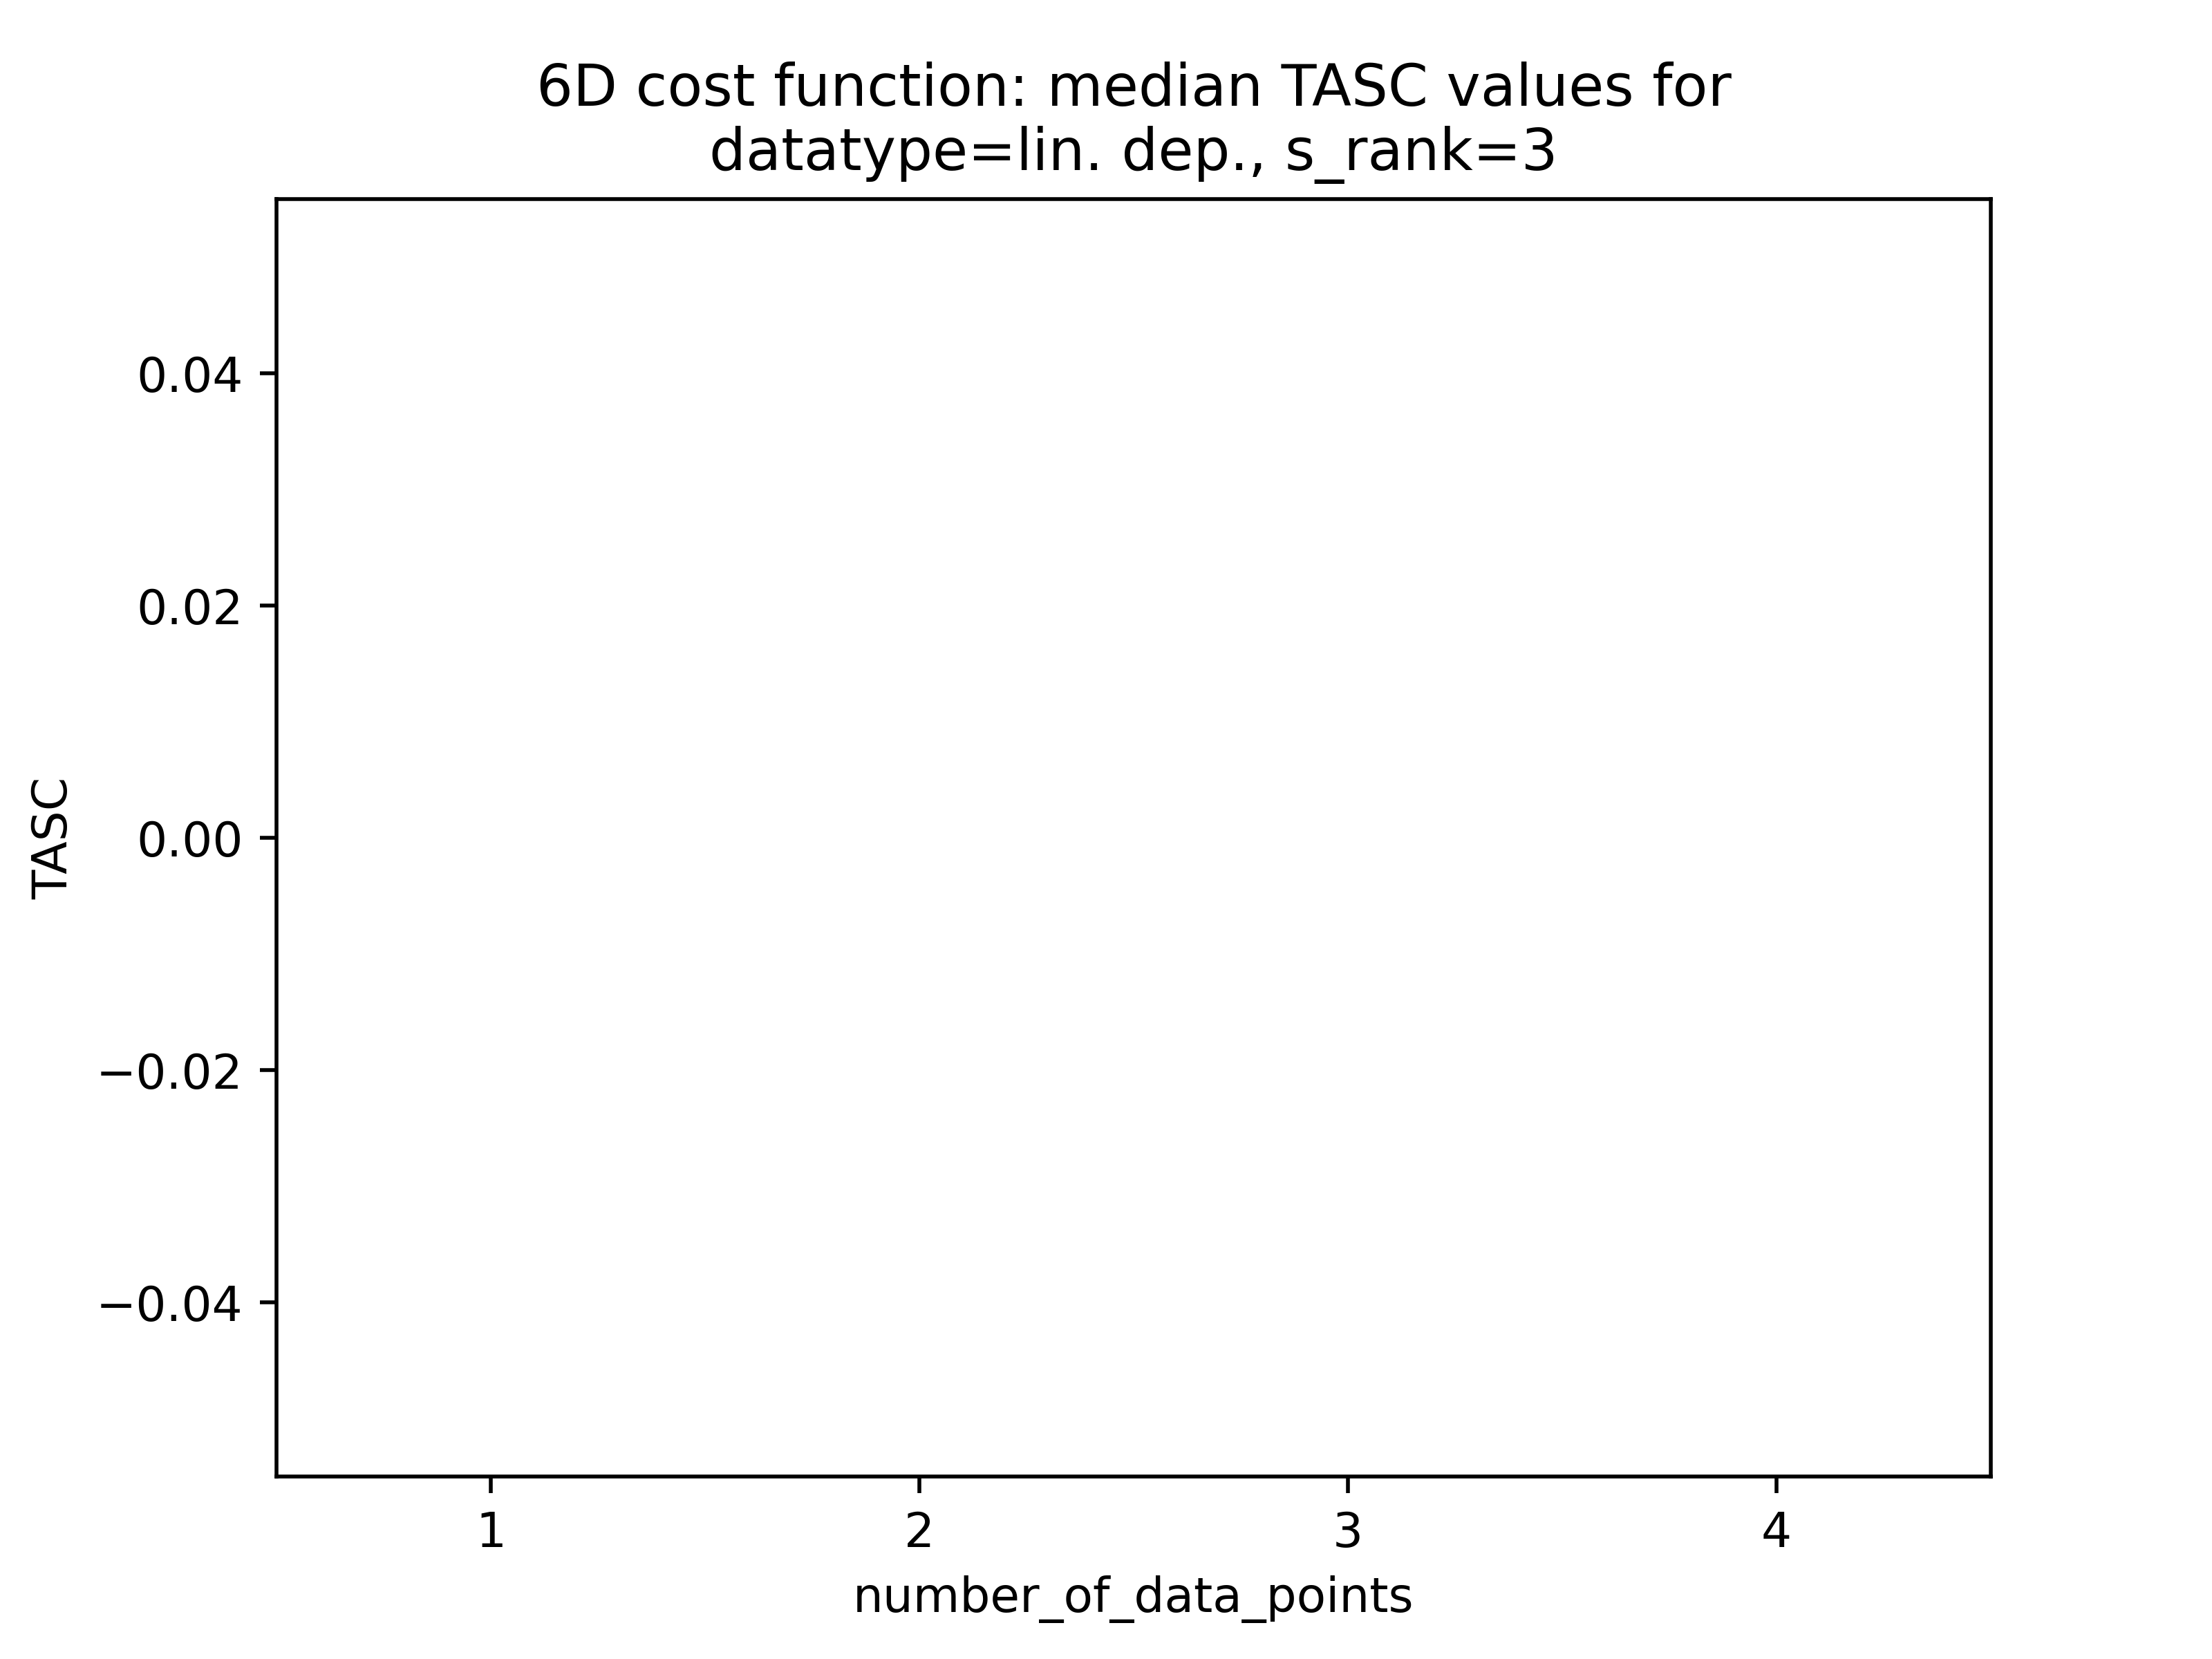 6D cost function: median TASC values for
datatype=lin. dep., s_rank=3
TASC
0.04
0.02
0.00
−0.02
−0.04
1 2 3 4
number_of_data_points